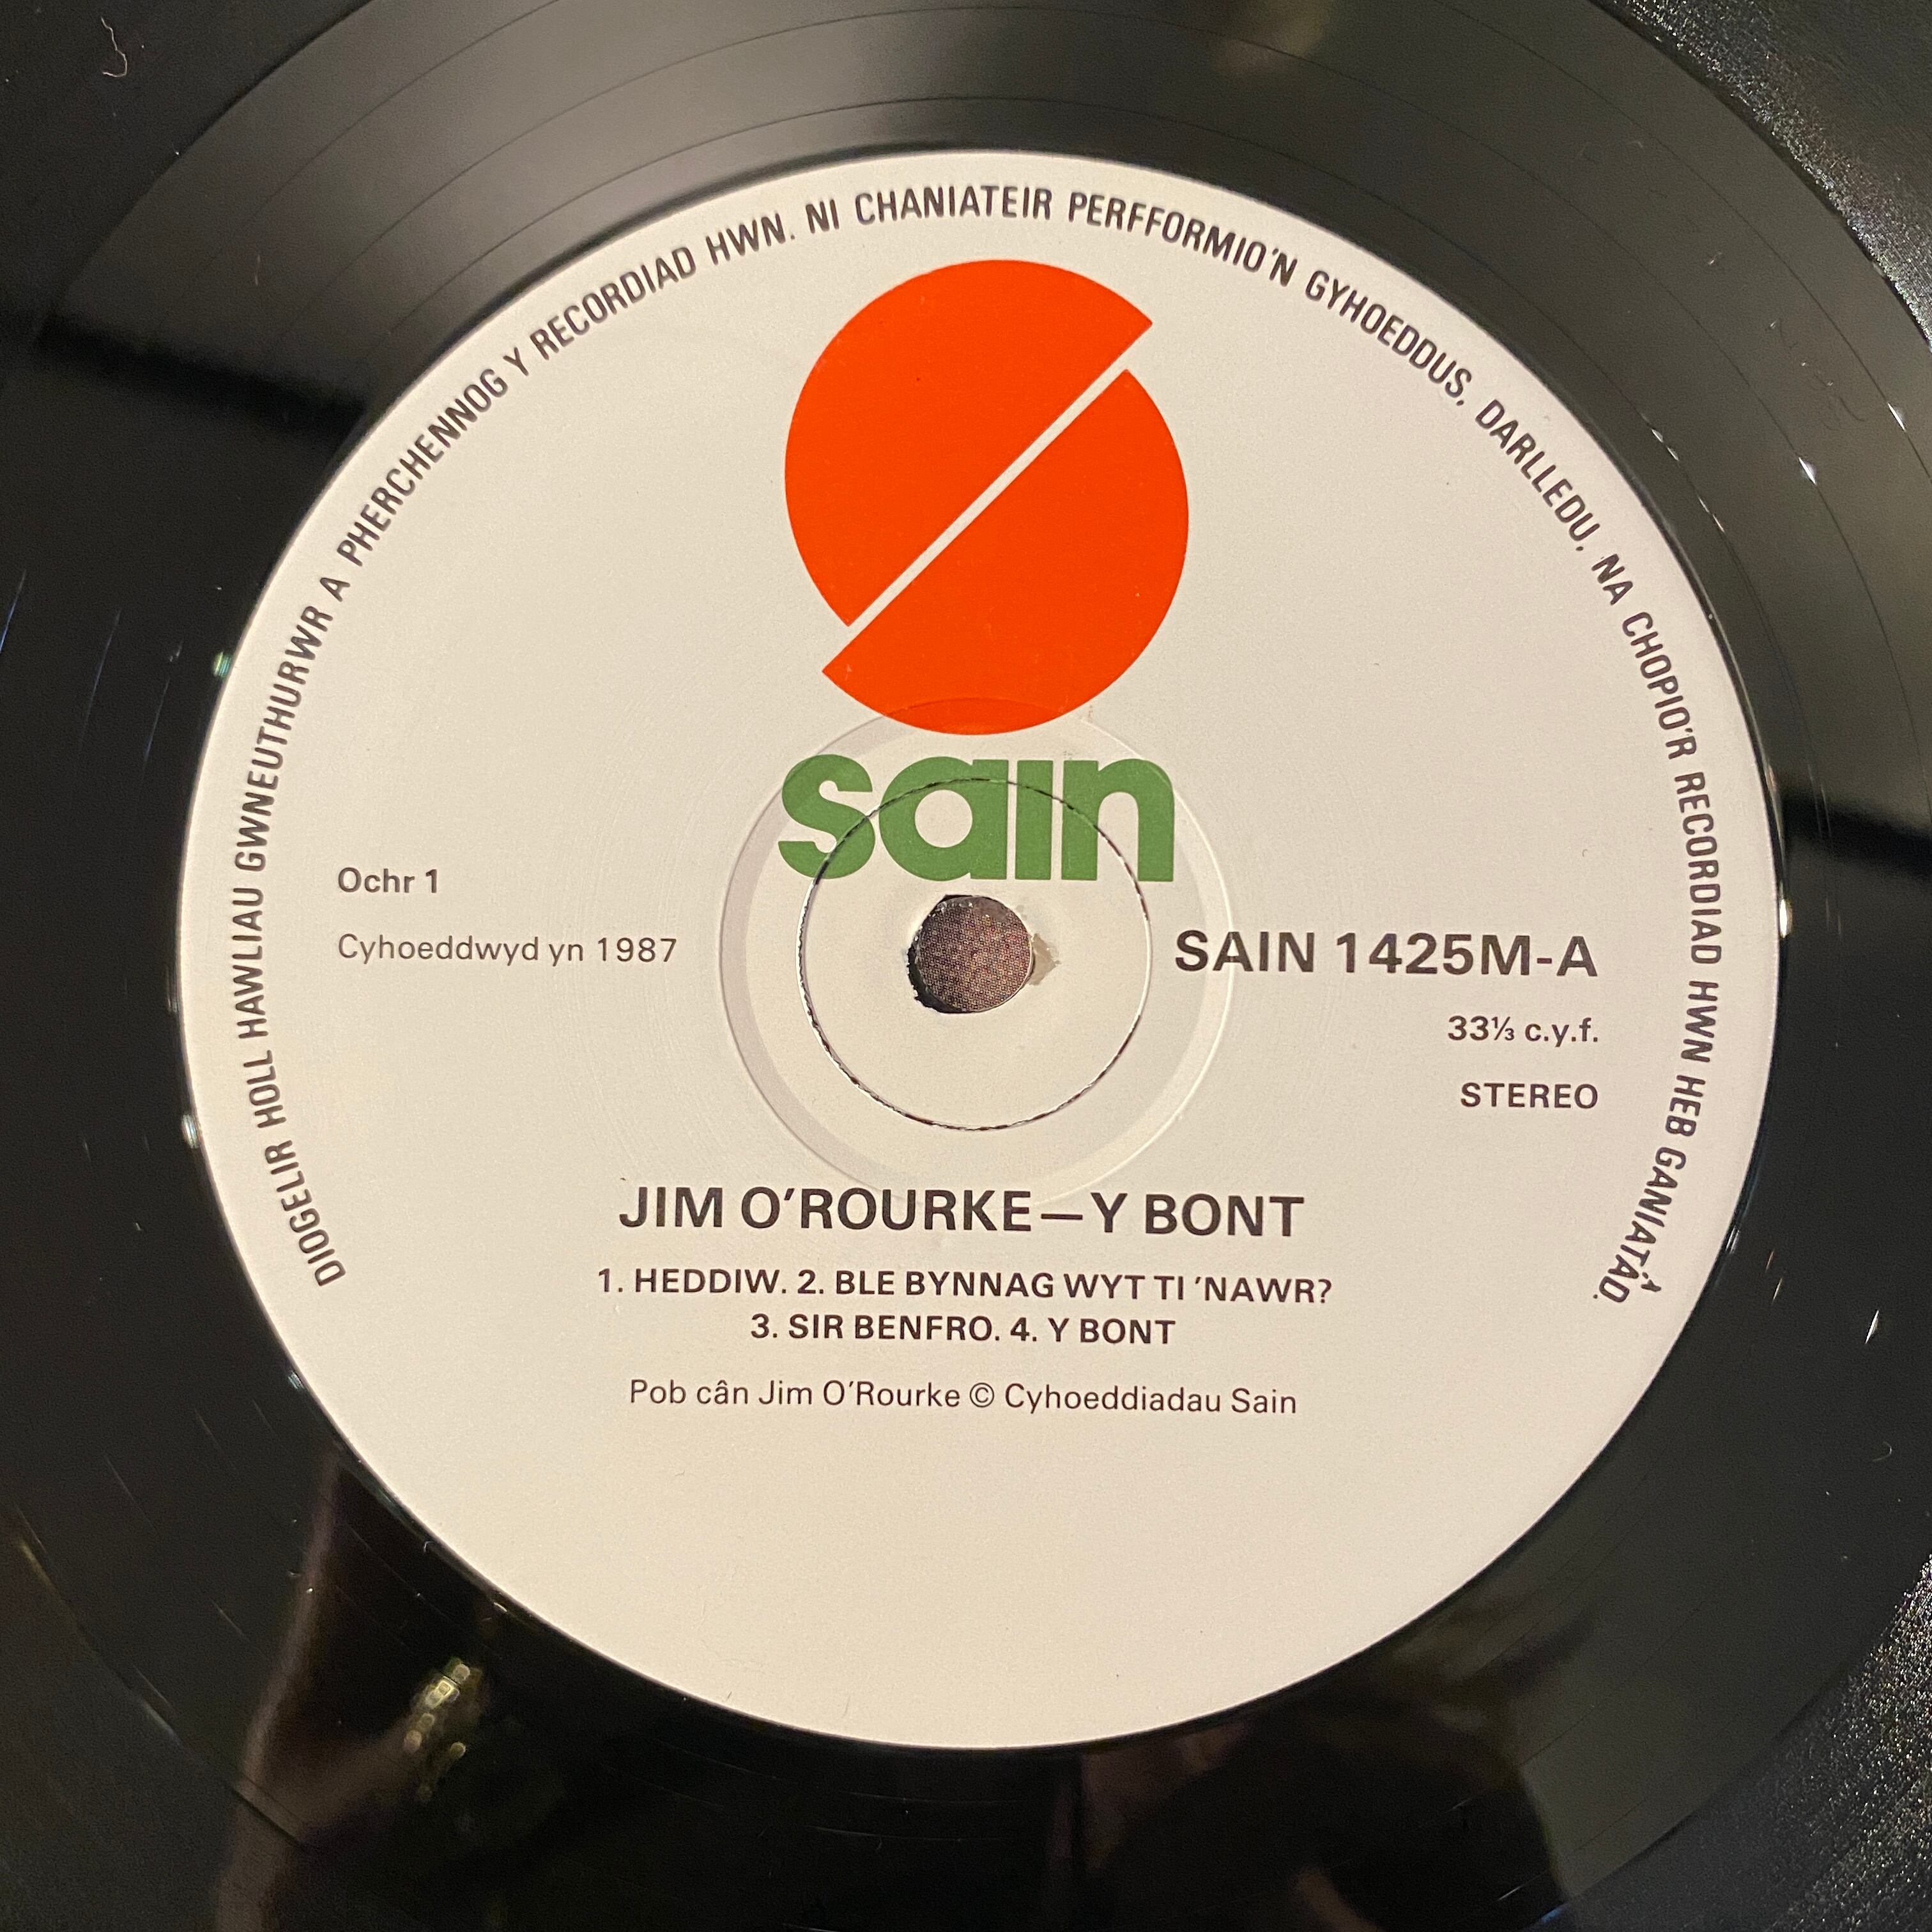 DIOGELIR HOLL HAWLIAU GWNEUTHURWR A PHERCHENNOG Y RECORDIAD HWN. NI CHANIATEIR PERFFORMIO'N GYHOEDDUS, DARLLEDU, NA CHOPIO'R RECORDIAD HWN HEB GANIATÂD.
sain
Ochr 1
Cyhoeddwyd yn 1987
SAIN 1425M-A
33⅓ c.y.f.
STEREO
JIM O'ROURKE—Y BONT
1. HEDDIW. 2. BLE BYNNAG WYT TI 'NAWR?
3. SIR BENFRO. 4. Y BONT
Pob cân Jim O'Rourke © Cyhoeddiadau Sain